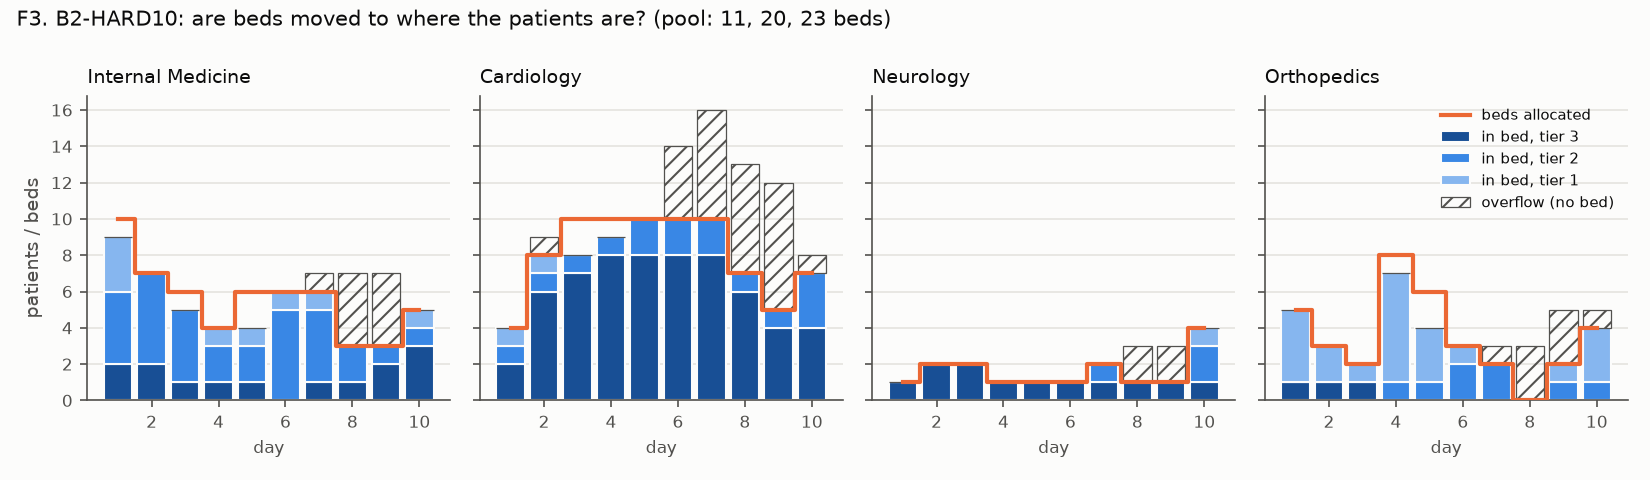 F3. B2-HARD10: are beds moved to where the patients are? (pool: 11, 20, 23 beds)
Internal Medicine
Cardiology
Neurology
Orthopedics
patients / beds
16
14
12
10
8
6
4
2
0
beds allocated
in bed, tier 3
in bed, tier 2
in bed, tier 1
overflow (no bed)
2 4 6 8 10
2 4 6 8 10
2 4 6 8 10
2 4 6 8 10
day
day
day
day